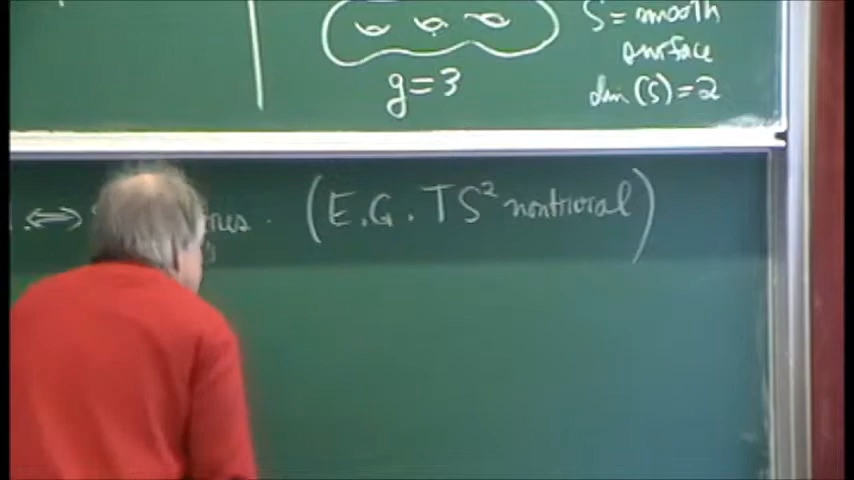 S = smooth
surface
g=3
dim (S) = 2
⟺ (E.G. TS² nontrivial)